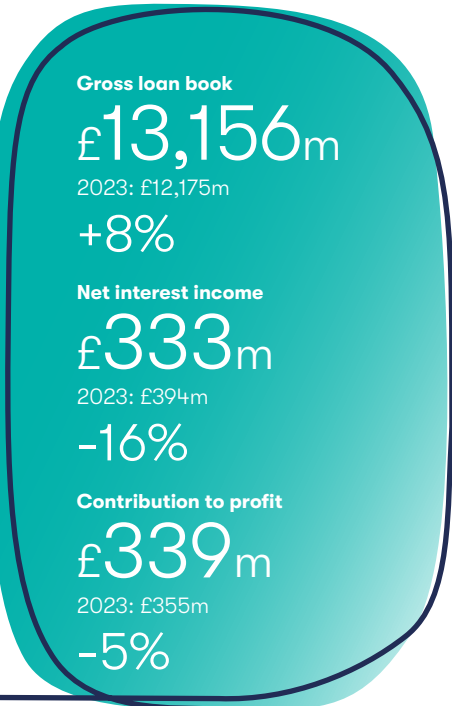 Gross loan book
£13,156m
2023: £12,175m
+8%
Net interest income
£333m
2023: £394m
-16%
Contribution to profit
£339m
2023: £355m
-5%